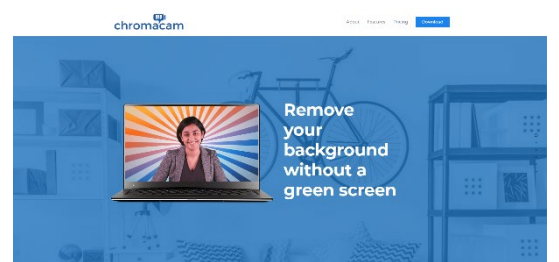 chromacam
About Features Pricing Download
Remove
your
background
without a
green screen